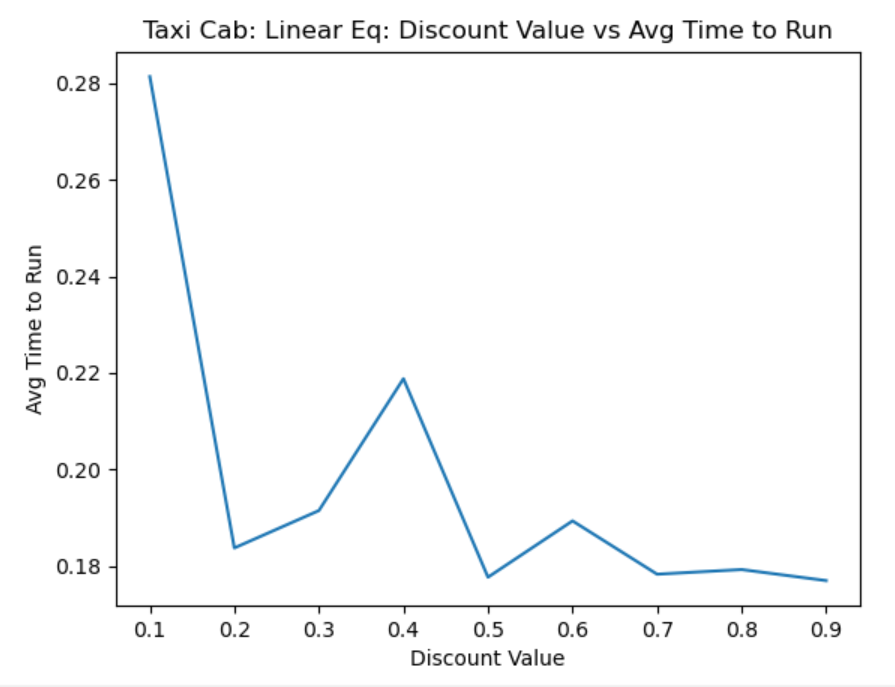 Taxi Cab: Linear Eq: Discount Value vs Avg Time to Run
Avg Time to Run
0.28
0.26
0.24
0.22
0.20
0.18
0.1 0.2 0.3 0.4 0.5 0.6 0.7 0.8 0.9
Discount Value